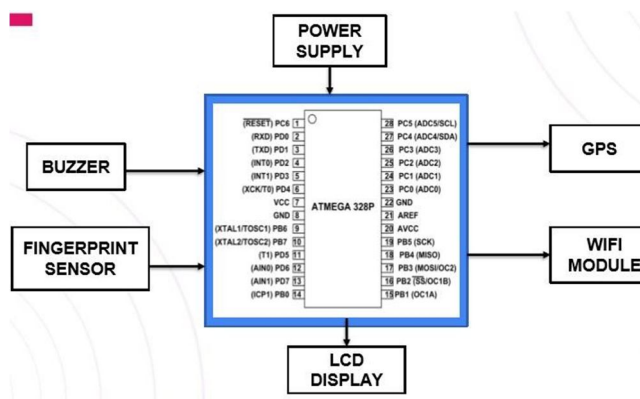 POWER
SUPPLY
BUZZER
FINGERPRINT
SENSOR
(RESET) PC6 1
(RXD) PD0 2
(TXD) PD1 3
(INT0) PD2 4
(INT1) PD3 5
(XCK/T0) PD4 6
VCC 7
GND 8
(XTAL1/TOSC1) PB6 9
(XTAL2/TOSC2) PB7 10
(T1) PD5 11
(AIN0) PD6 12
(AIN1) PD7 13
(ICP1) PB0 14
ATMEGA 328P
28 PC5 (ADC5/SCL)
27 PC4 (ADC4/SDA)
26 PC3 (ADC3)
25 PC2 (ADC2)
24 PC1 (ADC1)
23 PC0 (ADC0)
22 GND
21 AREF
20 AVCC
19 PB5 (SCK)
18 PB4 (MISO)
17 PB3 (MOSI/OC2)
16 PB2 (SS/OC1B)
15 PB1 (OC1A)
GPS
WIFI
MODULE
LCD
DISPLAY